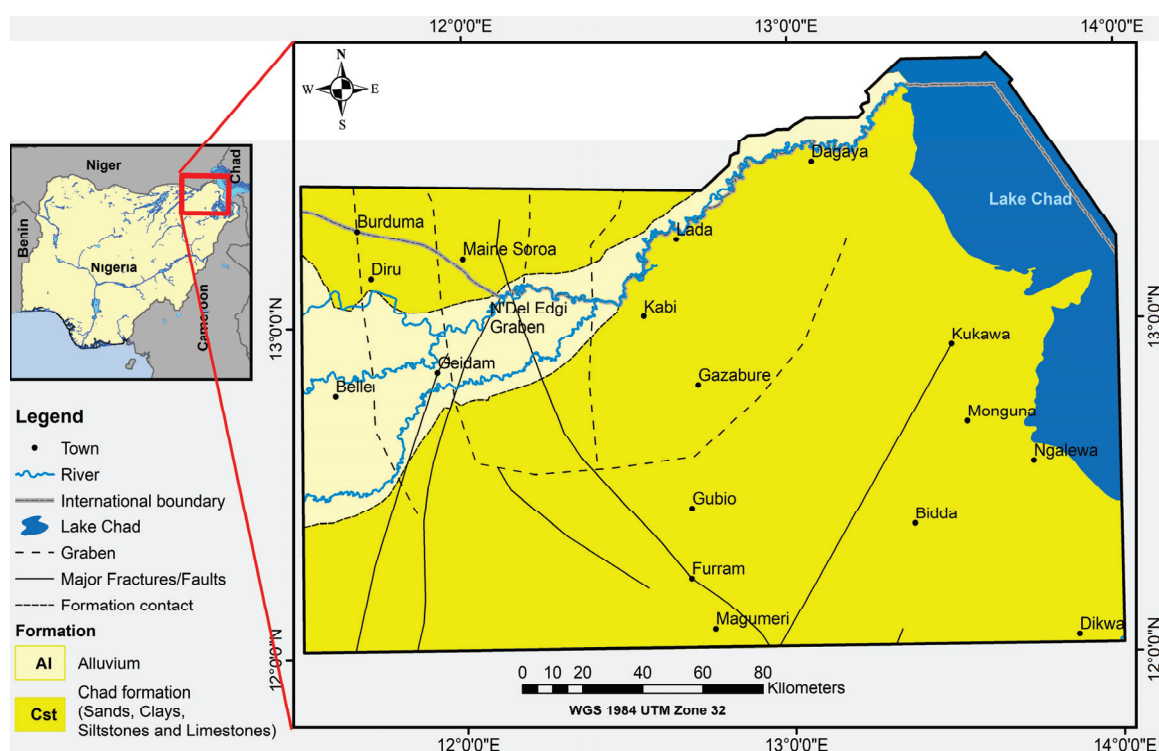 12°0'0"E
13°0'0"E
14°0'0"E
N
W E
S
Niger
Chad
Benin
Nigeria
Cameroon
Lake Chad
Dagaya
Burduma
Maine Soroa
Lada
Diru
N'Del Edgi
Graben
Kabi
13°0'0"N
13°0'0"N
Kukawa
Geidam
Gazabure
Bellei
Monguna
Ngalewa
Gubio
Bidda
Furram
Magumeri
Dikwa
12°0'0"N
12°0'0"N
0 5 10 20 40 60 80
Kilometers
WGS 1984 UTM Zone 32
12°0'0"E
13°0'0"E
14°0'0"E
Legend
Town
River
International boundary
Lake Chad
Graben
Major Fractures/Faults
Formation contact
Formation
Al Alluvium
Cst Chad formation
(Sands, Clays,
Siltstones and Limestones)